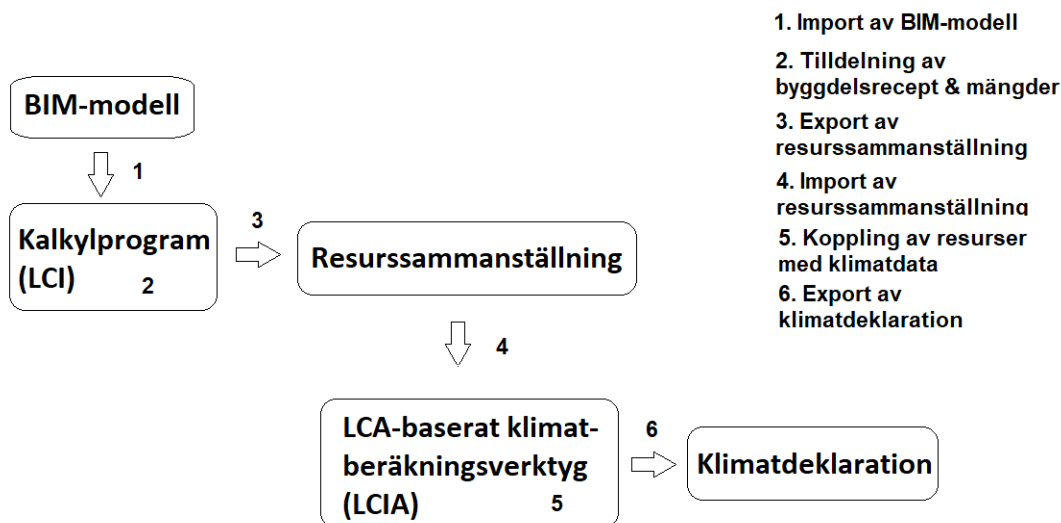 BIM-modell
1
Kalkylprogram
(LCI)
2
3
Resurssammanställning
4
LCA-baserat klimat-
beräkningsverktyg
(LCIA)
5
6
Klimatdeklaration
1. Import av BIM-modell
2. Tilldelning av
byggdelsrecept & mängder
3. Export av
resurssammanställning
4. Import av
resurssammanställning
5. Koppling av resurser
med klimatdata
6. Export av
klimatdeklaration